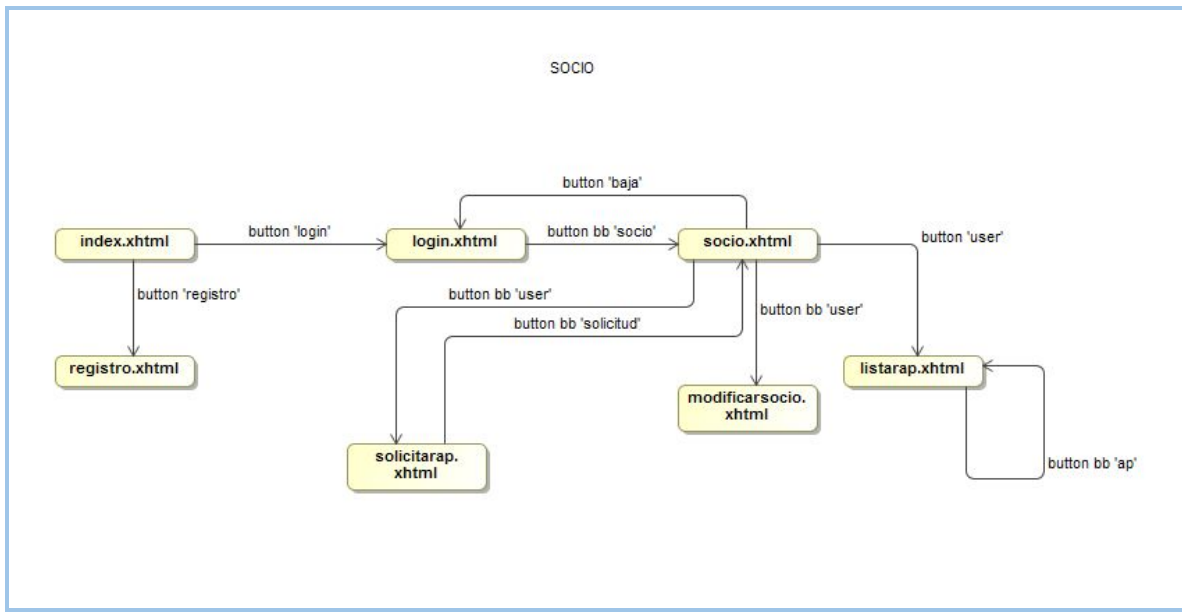 SOCIO
button 'baja'
index.xhtml
button 'login'
login.xhtml
button bb 'socio'
socio.xhtml
button 'user'
button 'registro'
button bb 'user'
button bb 'user'
button bb 'solicitud'
registro.xhtml
listarap.xhtml
modificarsocio.
xhtml
solicitarap.
xhtml
button bb 'ap'